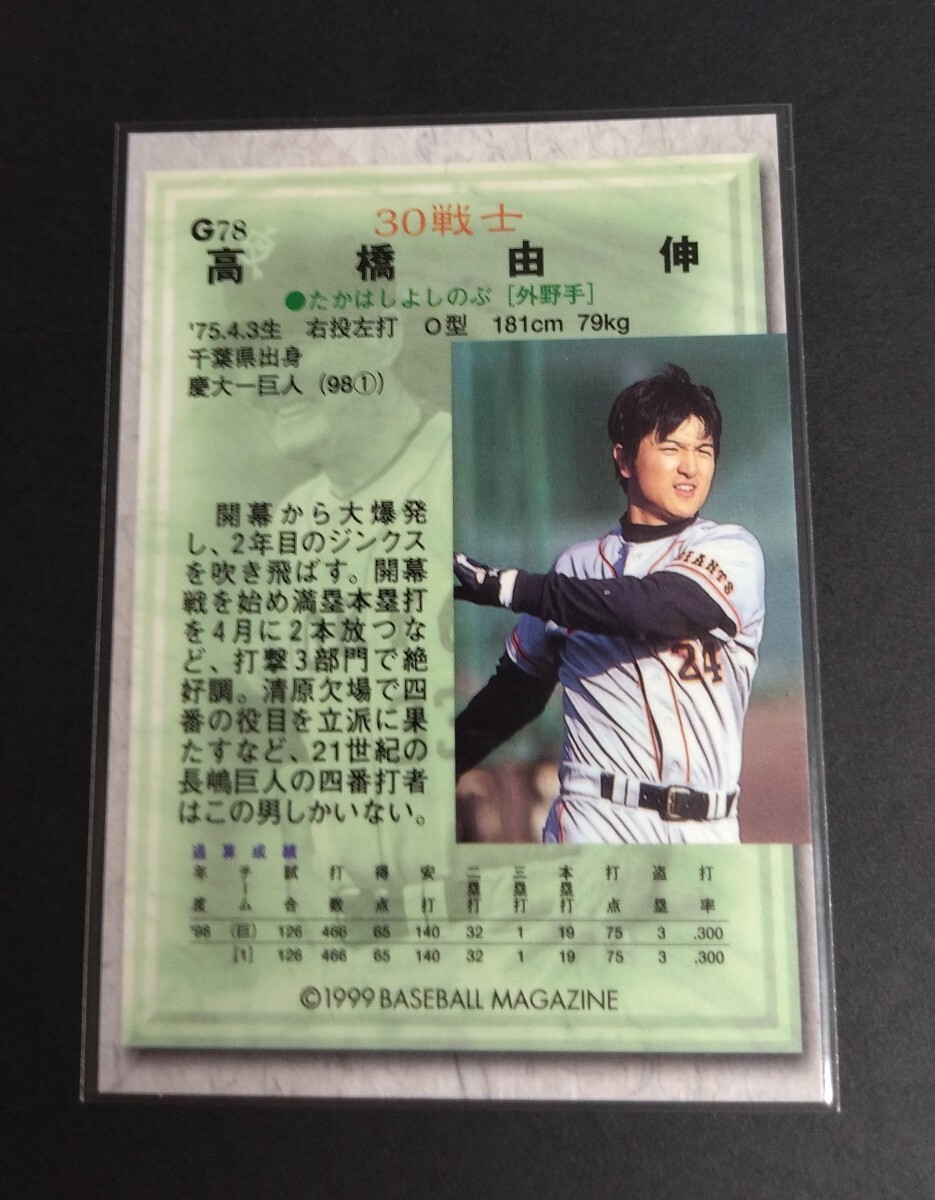 G78
30戦士
高橋由伸
●たかはしよしのぶ［外野手］
'75.4.3生　右投左打　O型　181cm 79kg
千葉県出身
慶大ー巨人（98①）
開幕から大爆発
し、2年目のジンクス
を吹き飛ばす。開幕
戦を始め満塁本塁打
を4月に2本放つな
ど、打撃3部門で絶
好調。清原欠場で四
番の役目を立派に果
たすなど、21世紀の
長嶋巨人の四番打者
はこの男しかいない。
GIANTS
24
通算成績
年度 チーム 試合 打数 得点 安打 二塁打 三塁打 本塁打 打点 盗塁 打率
'98 （巨） 126 466 65 140 32 1 19 75 3 .300
［1］ 126 466 65 140 32 1 19 75 3 .300
©1999 BASEBALL MAGAZINE